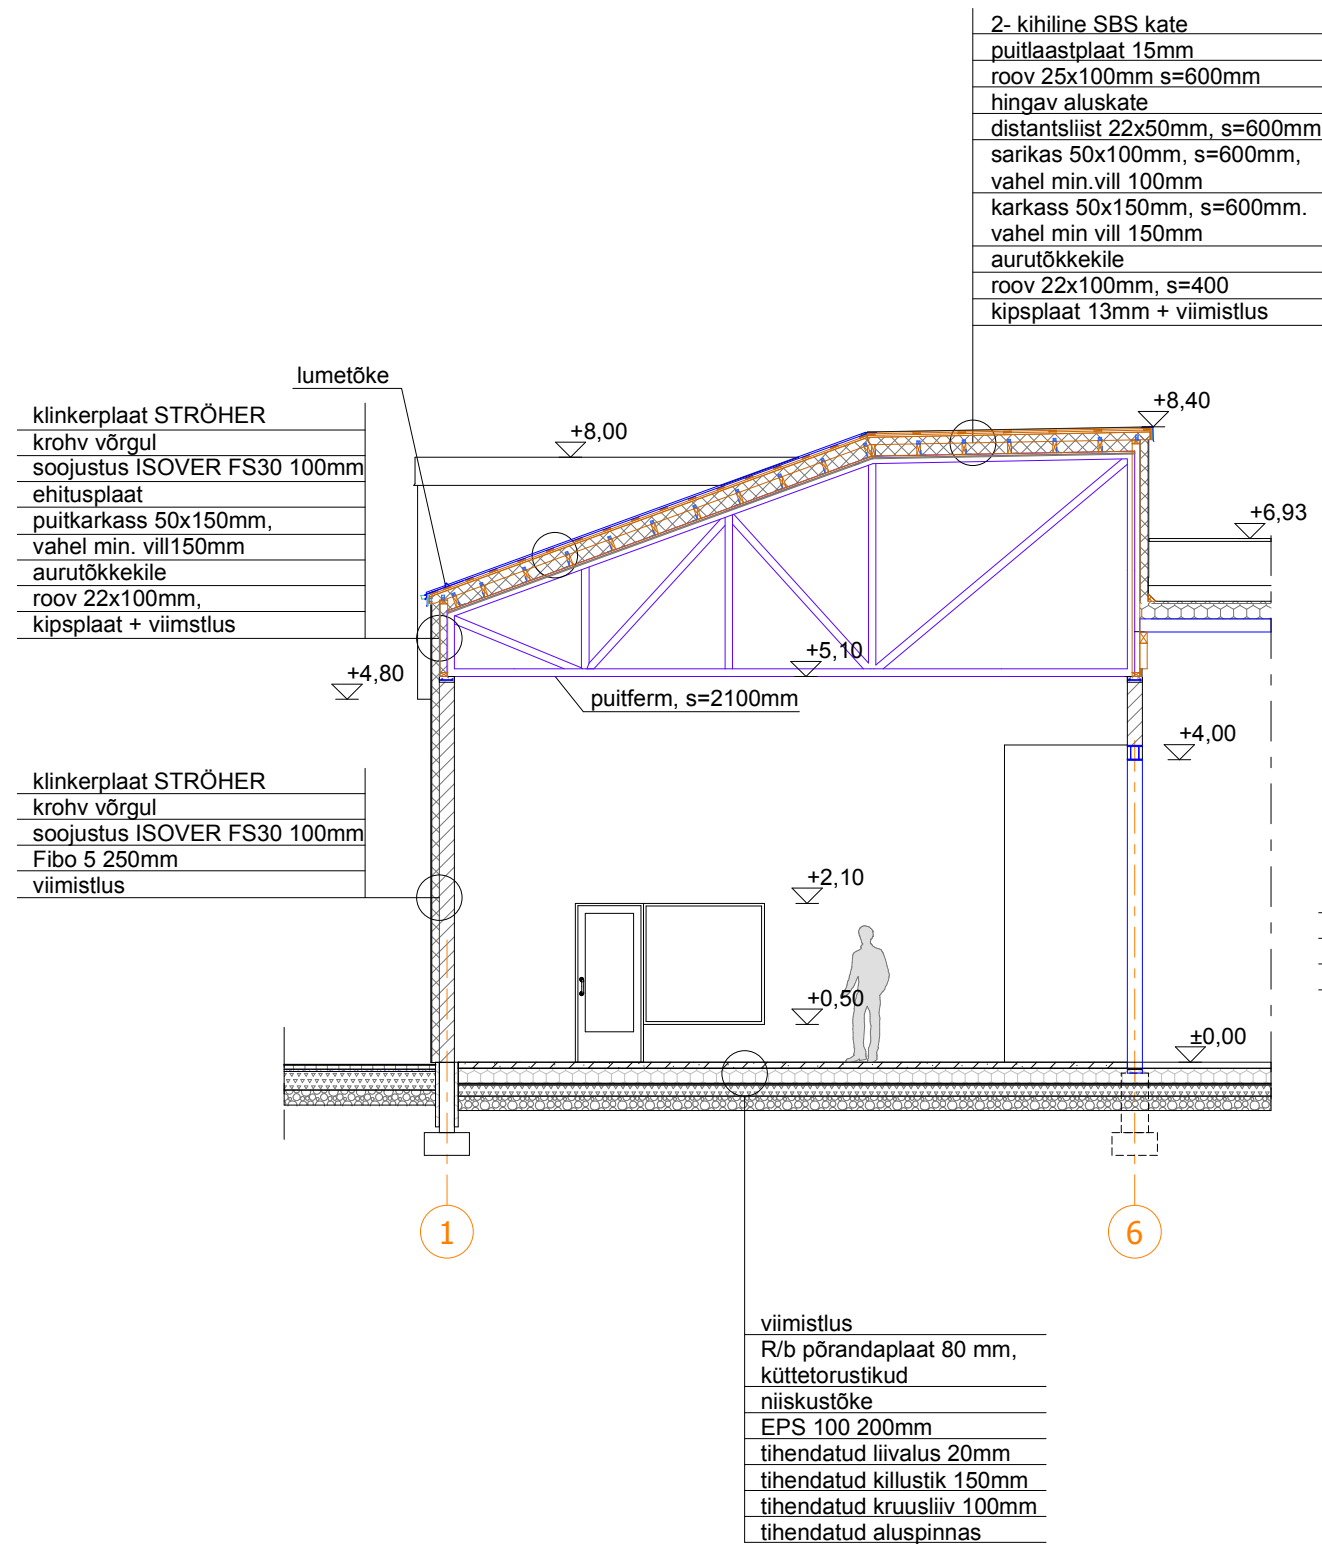 2- kihiline SBS kate
puitlaastplaat 15mm
roov 25x100mm s=600mm
hingav aluskate
distantsliist 22x50mm, s=600mm
sarikas 50x100mm, s=600mm,
vahel min.vill 100mm
karkass 50x150mm, s=600mm.
vahel min vill 150mm
aurutõkkekile
roov 22x100mm, s=400
kipsplaat 13mm + viimistlus
lumetõke
klinkerplaat STRÖHER
krohv võrgul
soojustus ISOVER FS30 100mm
ehitusplaat
puitkarkass 50x150mm,
vahel min. vill150mm
aurutõkkekile
roov 22x100mm,
kipsplaat + viimstlus
+8,00
+8,40
+6,93
+5,10
+4,80
puitferm, s=2100mm
+4,00
klinkerplaat STRÖHER
krohv võrgul
soojustus ISOVER FS30 100mm
Fibo 5 250mm
viimistlus
+2,10
+0,50
±0,00
1
6
viimistlus
R/b põrandaplaat 80 mm,
küttetorustikud
niiskustõke
EPS 100 200mm
tihendatud liivalus 20mm
tihendatud killustik 150mm
tihendatud kruusliiv 100mm
tihendatud aluspinnas